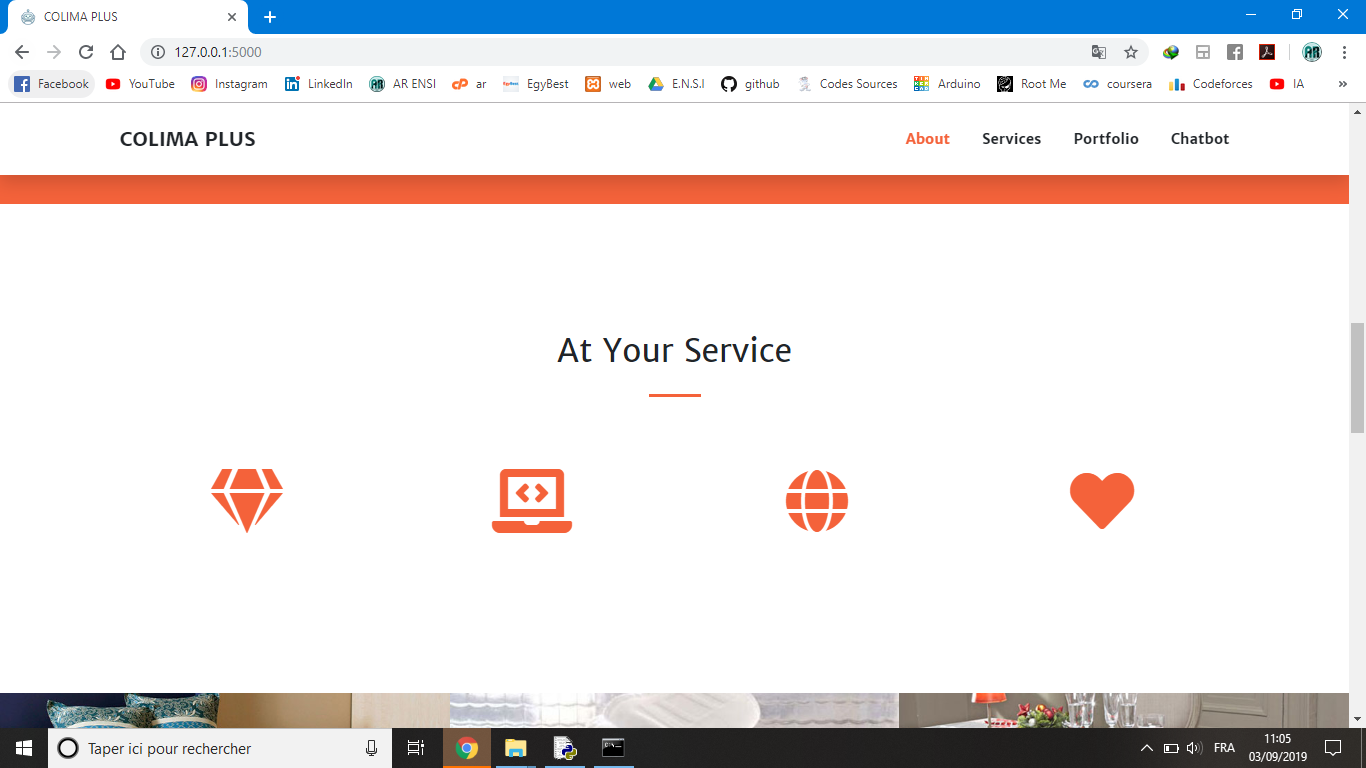 COLIMA PLUS
127.0.0.1:5000
Facebook YouTube Instagram LinkedIn AR ENSI ar EgyBest web E.N.S.I github Codes Sources Arduino Root Me coursera Codeforces IA »
COLIMA PLUS About Services Portfolio Chatbot
At Your Service
Taper ici pour rechercher
FRA
11:05
03/09/2019